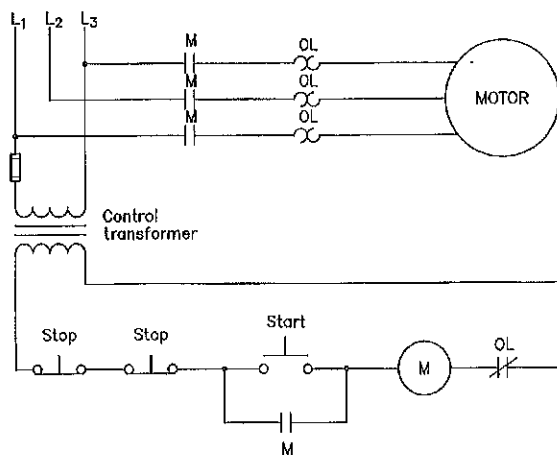 L1 L2 L3
M OL
M OL
M OL
MOTOR
Control
transformer
Stop Stop Start OL
M
M